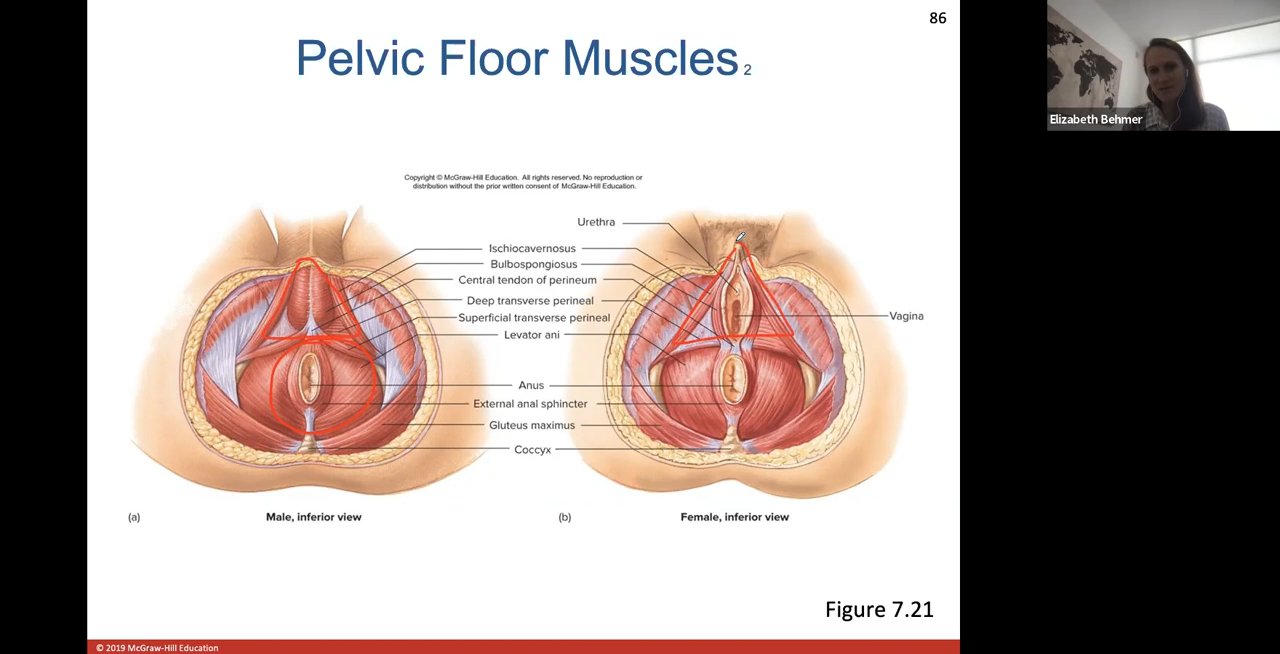 86
Pelvic Floor Muscles 2
Elizabeth Behmer
Copyright © McGraw-Hill Education. All rights reserved. No reproduction or
distribution without the prior written consent of McGraw-Hill Education.
Urethra
Ischiocavernosus
Bulbospongiosus
Central tendon of perineum
Deep transverse perineal
Superficial transverse perineal
Vagina
Levator ani
Anus
External anal sphincter
Gluteus maximus
Coccyx
(a)
Male, inferior view
(b)
Female, inferior view
Figure 7.21
© 2019 McGraw-Hill Education